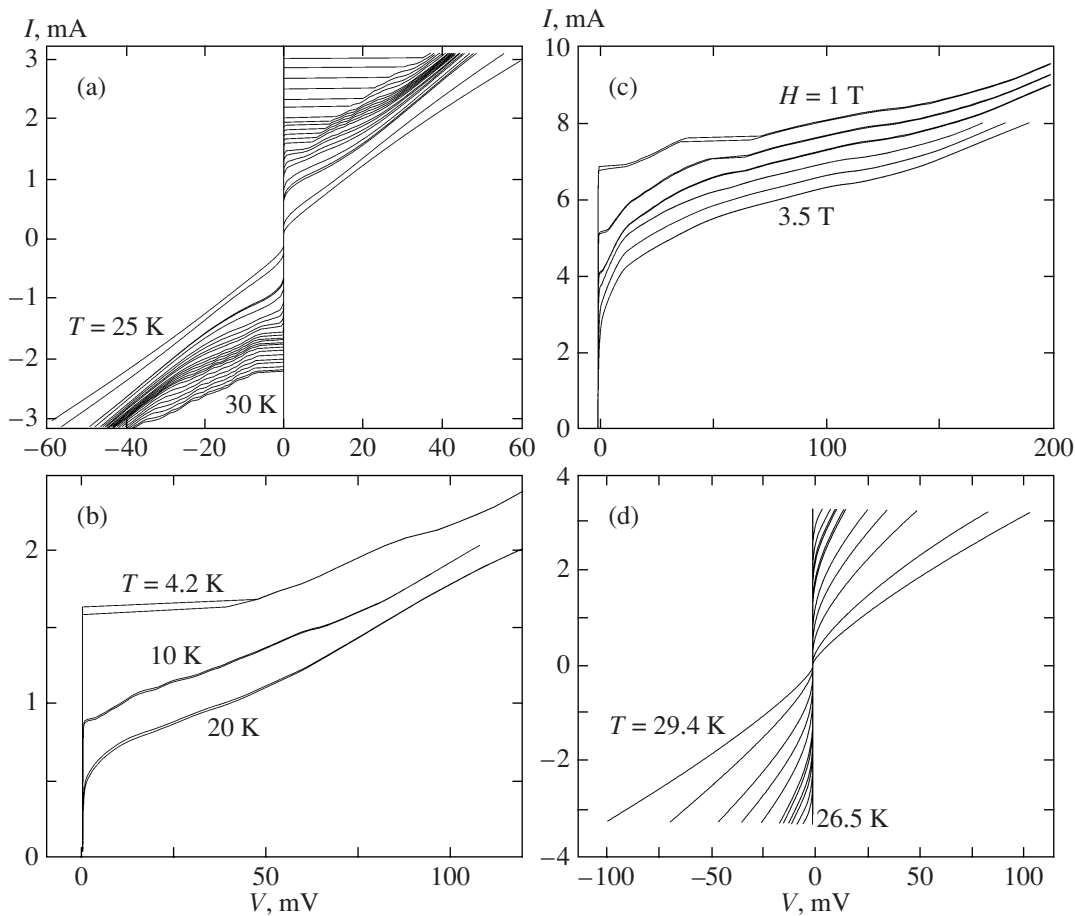 I, mA
3
2
1
0
−1
−2
−3
(a)
T = 25 K
30 K
−60
−40
−20
0
20
40
60
I, mA
10
8
6
4
2
0
(c)
H = 1 T
3.5 T
0
100
200
2
1
0
(b)
T = 4.2 K
10 K
20 K
0
50
100
V, mV
4
2
0
−2
−4
(d)
T = 29.4 K
26.5 K
−100
−50
0
50
100
V, mV